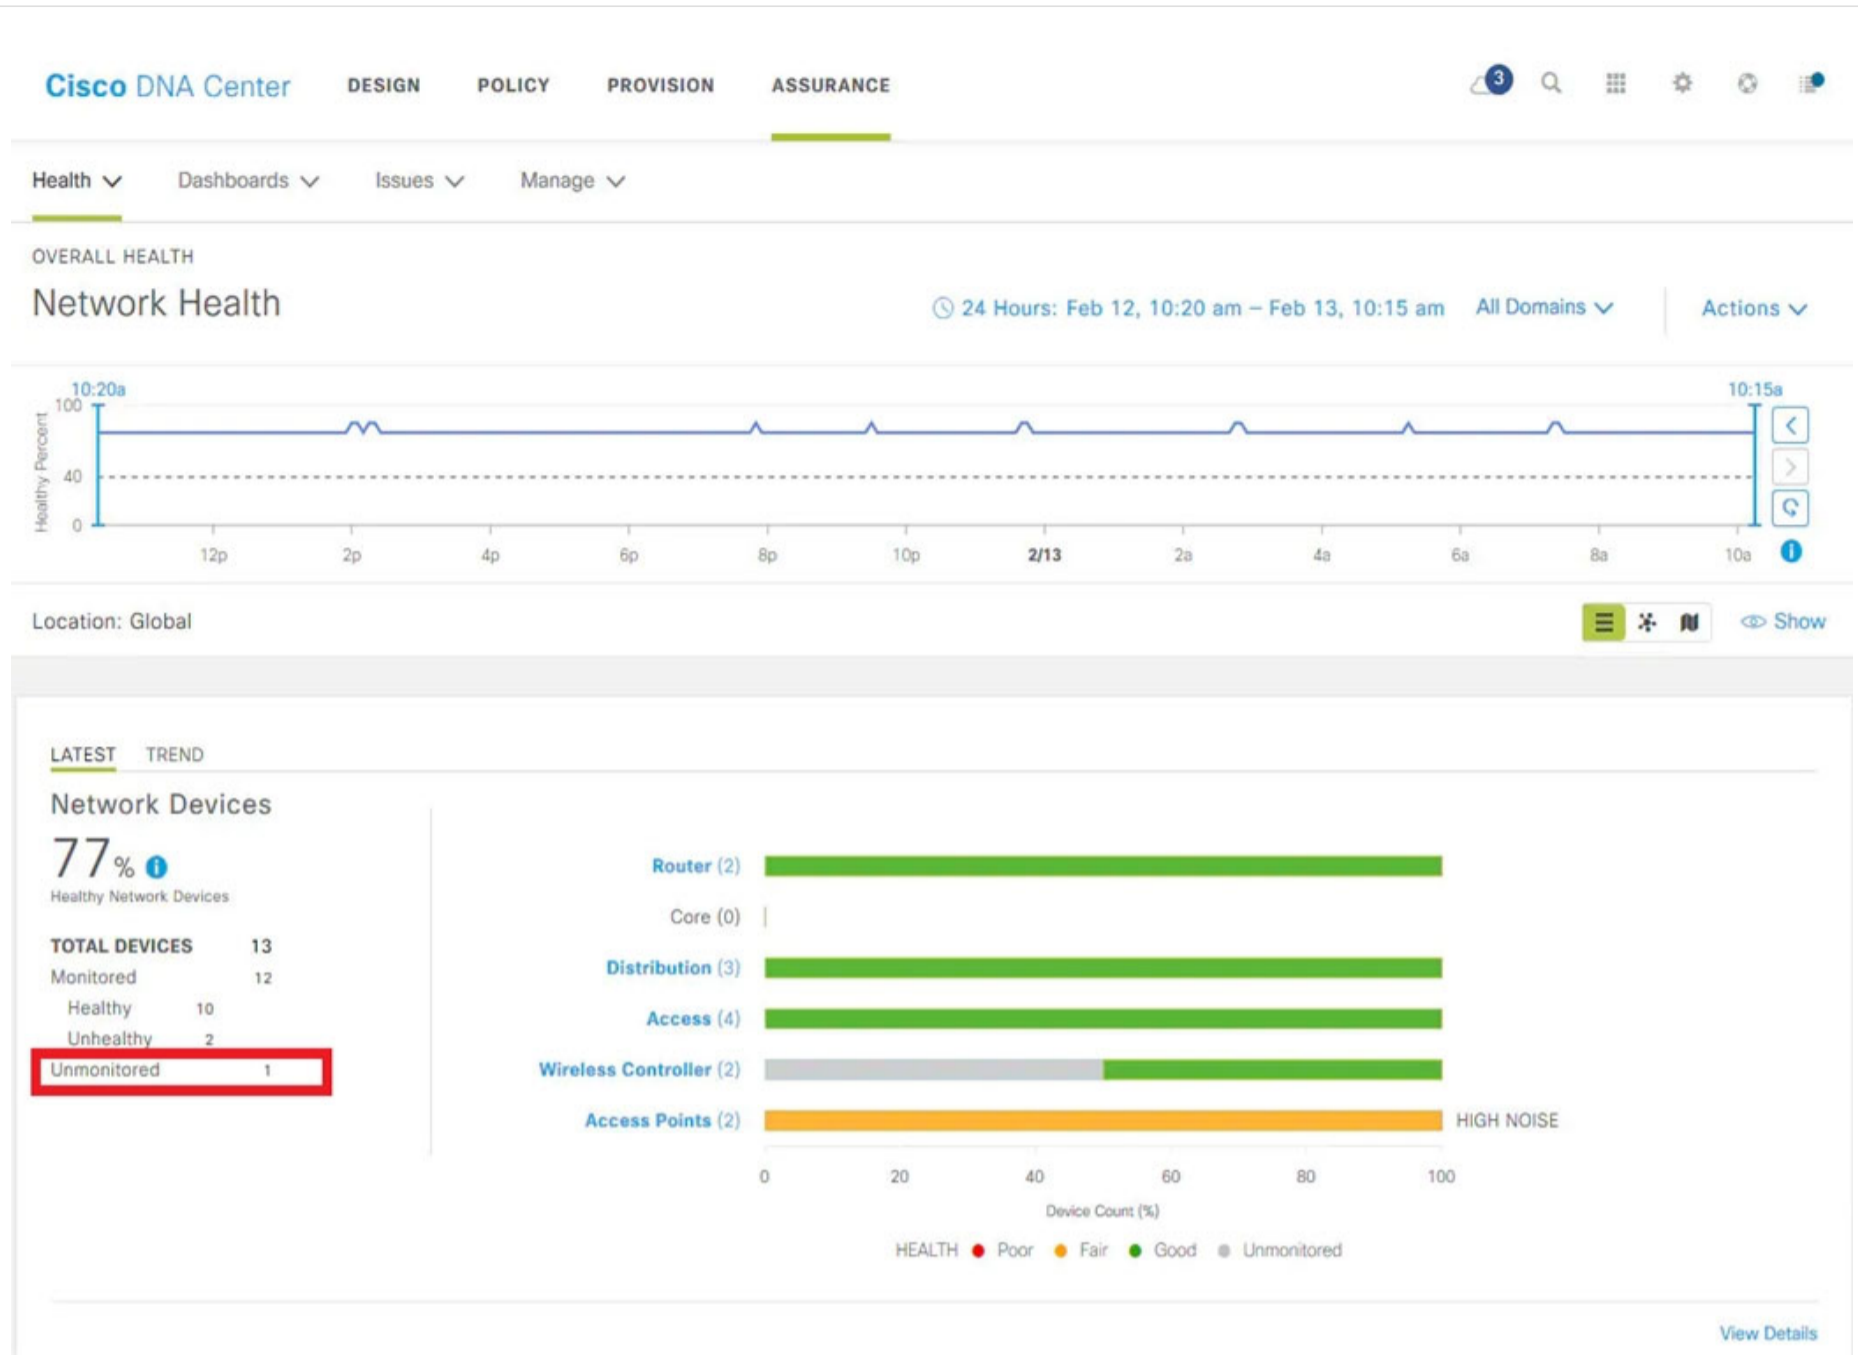 Cisco DNA Center DESIGN POLICY PROVISION ASSURANCE 3
Health Dashboards Issues Manage
OVERALL HEALTH
Network Health
24 Hours: Feb 12, 10:20 am – Feb 13, 10:15 am All Domains Actions
10:20a 10:15a
Healthy Percent
100
40
0
12p 2p 4p 6p 8p 10p 2/13 2a 4a 6a 8a 10a
Location: Global Show
LATEST TREND
Network Devices
77%
Healthy Network Devices
TOTAL DEVICES 13
Monitored 12
Healthy 10
Unhealthy 2
Unmonitored 1
Router (2)
Core (0)
Distribution (3)
Access (4)
Wireless Controller (2)
Access Points (2) HIGH NOISE
0 20 40 60 80 100
Device Count (%)
HEALTH Poor Fair Good Unmonitored
View Details